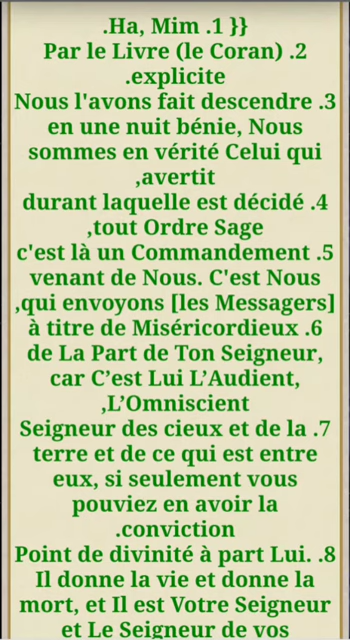 .Ha, Mim .1 }}
Par le Livre (le Coran) .2
.explicite
Nous l'avons fait descendre .3
en une nuit bénie, Nous
sommes en vérité Celui qui
,avertit
durant laquelle est décidé .4
,tout Ordre Sage
c'est là un Commandement .5
venant de Nous. C'est Nous
,qui envoyons [les Messagers]
à titre de Miséricordieux .6
de La Part de Ton Seigneur,
car C’est Lui L’Audient,
,L’Omniscient
Seigneur des cieux et de la .7
terre et de ce qui est entre
eux, si seulement vous
pouviez en avoir la
.conviction
Point de divinité à part Lui. .8
Il donne la vie et donne la
mort, et Il est Votre Seigneur
et Le Seigneur de vos